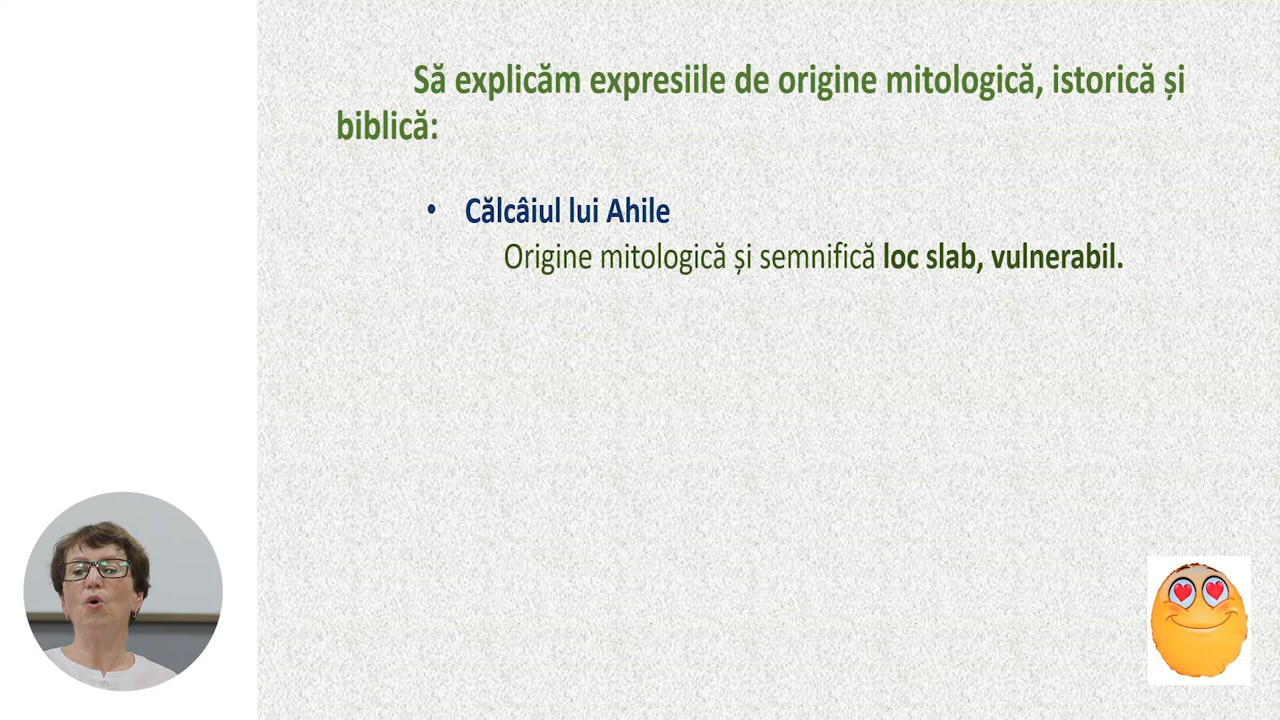 Să explicăm expresiile de origine mitologică, istorică și
biblică:
• Călcâiul lui Ahile
Origine mitologică și semnifică loc slab, vulnerabil.